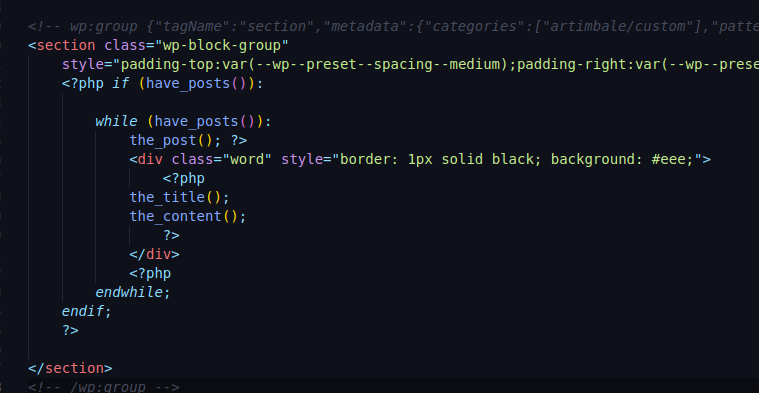 <!-- wp:group {"tagName":"section","metadata":{"categories":["artimbale/custom"],"patte
<section class="wp-block-group"
style="padding-top:var(--wp--preset--spacing--medium);padding-right:var(--wp--prese
<?php if (have_posts()):
while (have_posts()):
the_post(); ?>
<div class="word" style="border: 1px solid black; background: #eee;">
<?php
the_title();
the_content();
?>
</div>
<?php
endwhile;
endif;
?>
</section>
<!-- /wp:group -->